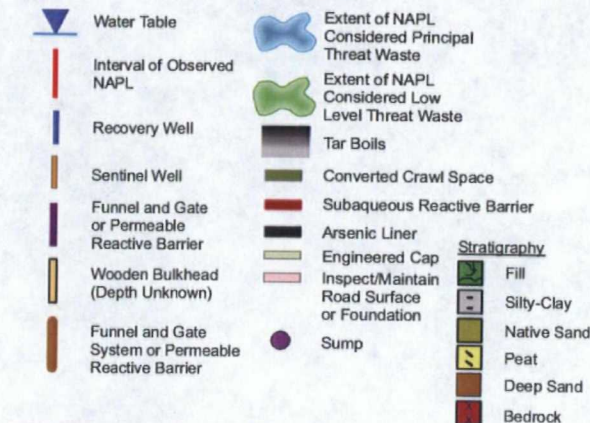 Water Table
Interval of Observed
NAPL
Recovery Well
Sentinel Well
Funnel and Gate
or Permeable
Reactive Barrier
Wooden Bulkhead
(Depth Unknown)
Funnel and Gate
System or Permeable
Reactive Barrier
Extent of NAPL
Considered Principal
Threat Waste
Extent of NAPL
Considered Low
Level Threat Waste
Tar Boils
Converted Crawl Space
Subaqueous Reactive Barrier
Arsenic Liner
Engineered Cap
Inspect/Maintain
Road Surface
or Foundation
Sump
Stratigraphy
Fill
Silty-Clay
Native Sand
Peat
Deep Sand
Bedrock